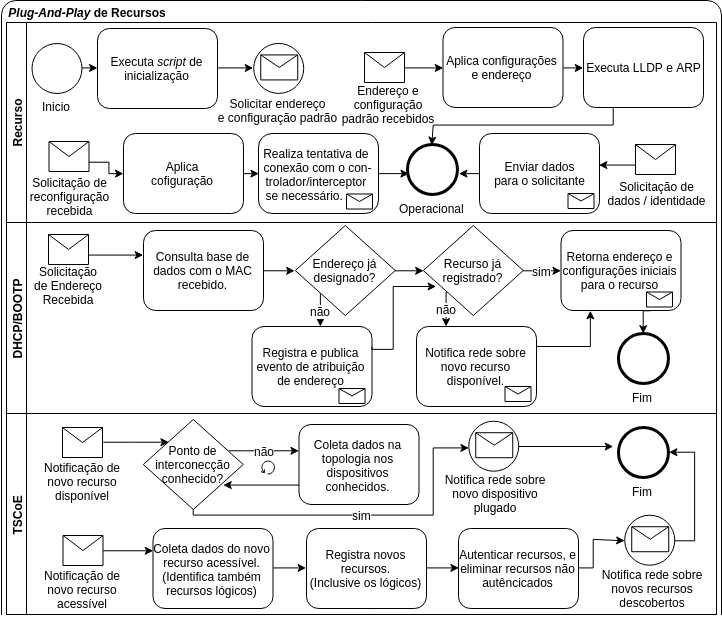 Plug-And-Play de Recursos
Recurso
Inicio
Executa script de
inicialização
Solicitar endereço
e configuração padrão
Endereço e
configuração
padrão recebidos
Aplica configurações
e endereço
Executa LLDP e ARP
Solicitação de
reconfiguração
recebida
Aplica
cofiguração
Realiza tentativa de
conexão com o con-
trolador/interceptor
se necessário.
Operacional
Enviar dados
para o solicitante
Solicitação de
dados / identidade
DHCP/BOOTP
Solicitação
de Endereço
Recebida
Consulta base de
dados com o MAC
recebido.
Endereço já
designado?
não
Registra e publica
evento de atribuição
de endereço
Recurso já
registrado?
sim
não
Notifica rede sobre
novo recurso
disponível.
Retorna endereço e
configurações iniciais
para o recurso
Fim
TSCoE
Notificação de
novo recurso
disponível
Ponto de
interconecção
conhecido?
não
sim
Coleta dados na
topologia nos
dispositivos
conhecidos.
Notifica rede sobre
novo dispositivo
plugado
Fim
Notificação de
novo recurso
acessível
Coleta dados do novo
recurso acessível.
(Identifica também
recursos lógicos)
Registra novos
recursos.
(Inclusive os lógicos)
Autenticar recursos, e
eliminar recursos não
autêncicados
Notifica rede sobre
novos recursos
descobertos